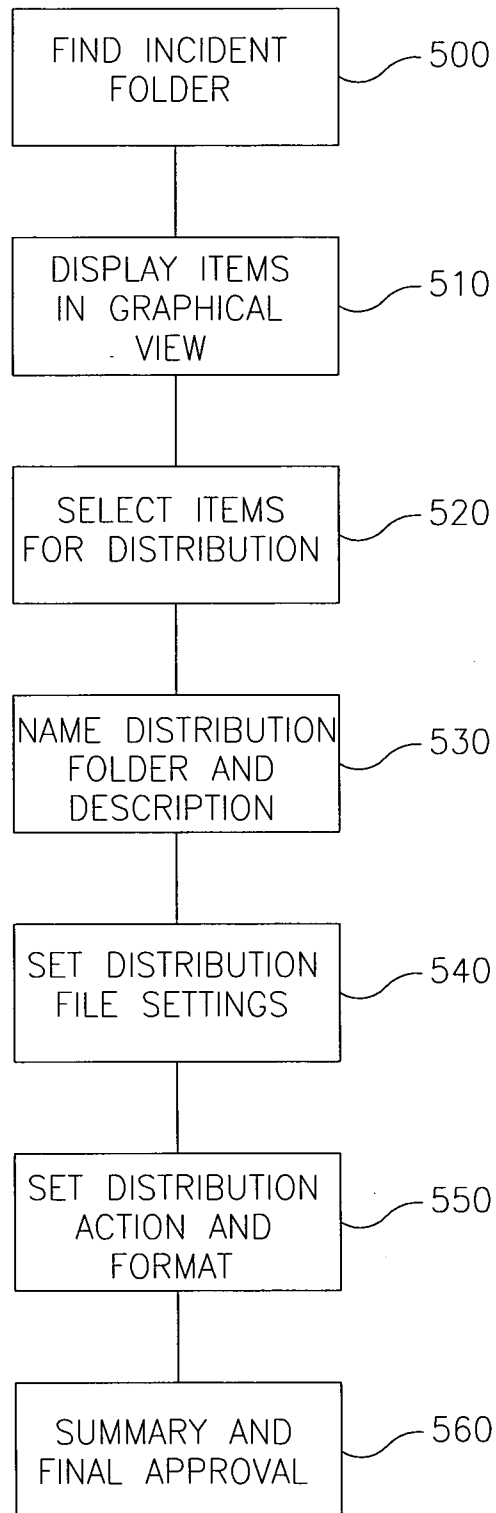 FIND INCIDENT
FOLDER
500
DISPLAY ITEMS
IN GRAPHICAL
VIEW
510
SELECT ITEMS
FOR DISTRIBUTION
520
NAME DISTRIBUTION
FOLDER AND
DESCRIPTION
530
SET DISTRIBUTION
FILE SETTINGS
540
SET DISTRIBUTION
ACTION AND
FORMAT
550
SUMMARY AND
FINAL APPROVAL
560